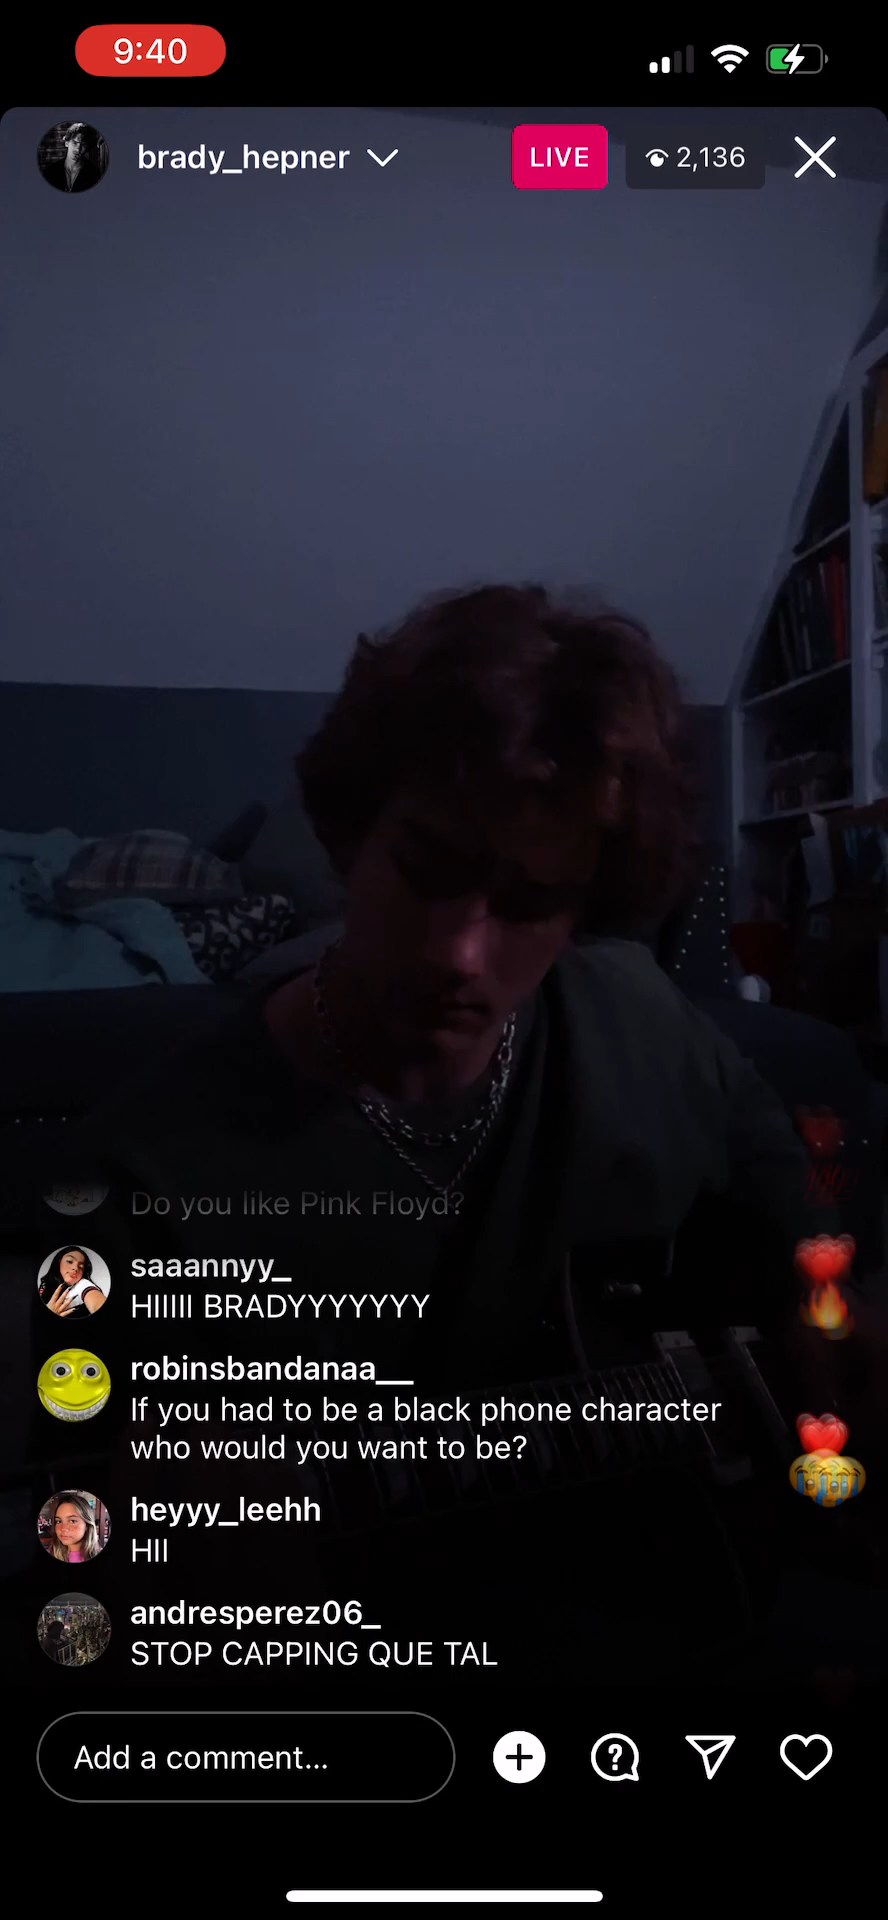 9:40
brady_hepner
LIVE
2,136
Do you like Pink Floyd?
saaannyy_
HIIIII BRADYYYYYYY
robinsbandanaa__
If you had to be a black phone character
who would you want to be?
heyyy_leehh
HII
andresperez06_
STOP CAPPING QUE TAL
Add a comment...